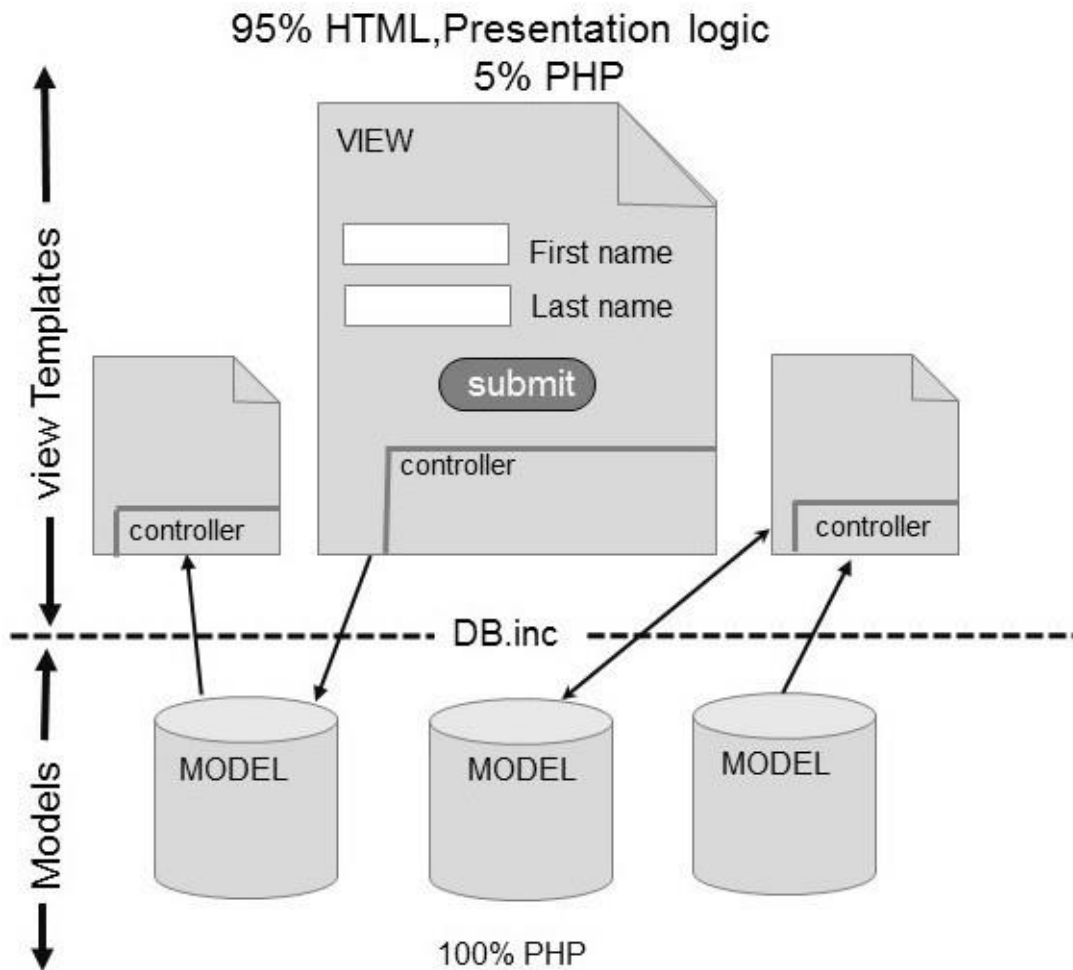 95% HTML,Presentation logic
5% PHP
view Templates
VIEW
First name
Last name
submit
controller
controller
controller
DB.inc
Models
MODEL
MODEL
MODEL
100% PHP